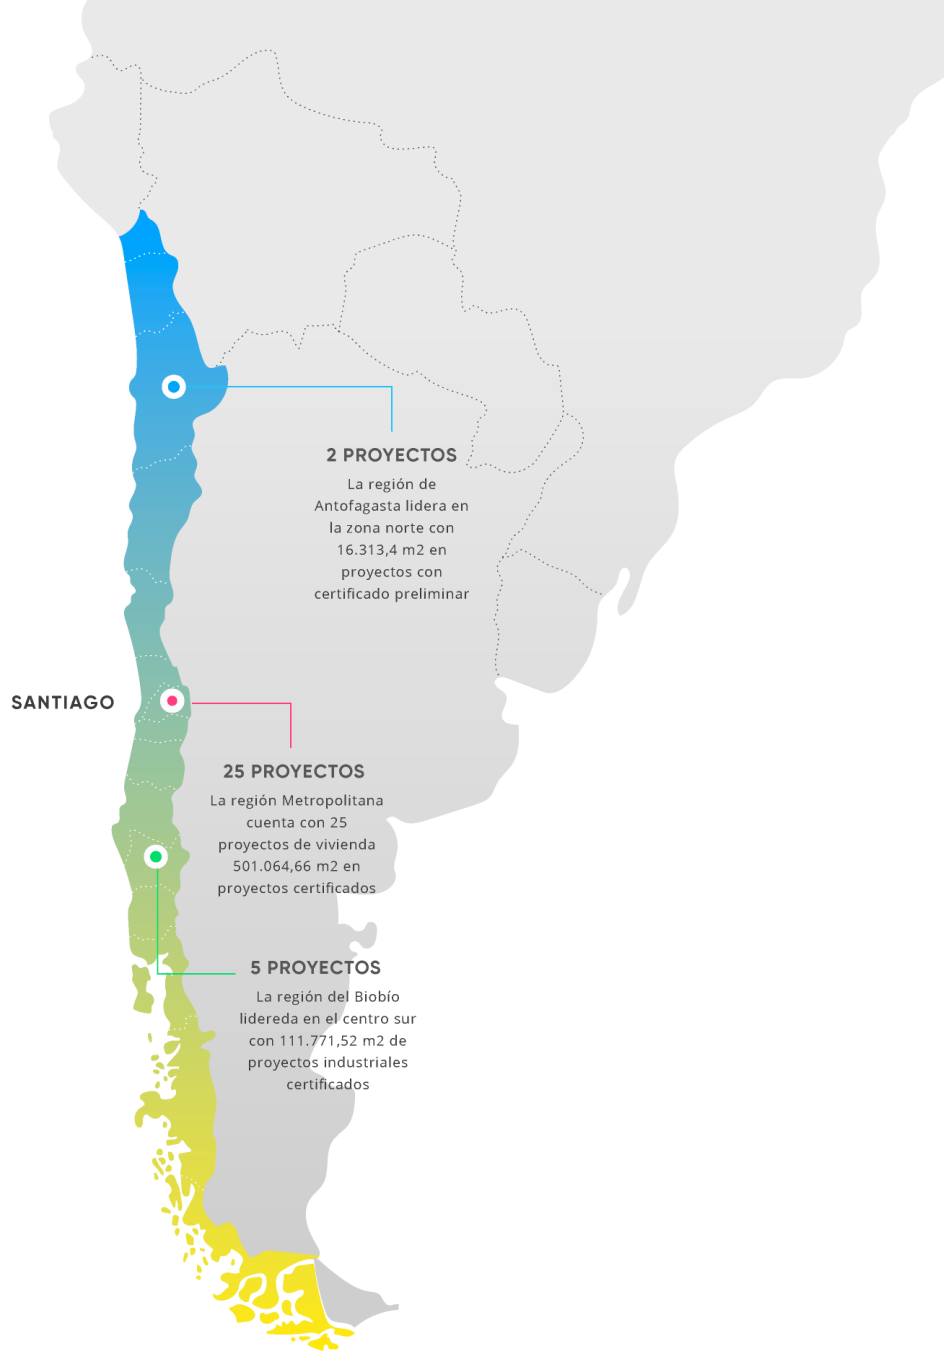 2 PROYECTOS
La región de
Antofagasta lidera en
la zona norte con
16.313,4 m2 en
proyectos con
certificado preliminar
SANTIAGO
25 PROYECTOS
La región Metropolitana
cuenta con 25
proyectos de vivienda
501.064,66 m2 en
proyectos certificados
5 PROYECTOS
La región del Biobío
lidereda en el centro sur
con 111.771,52 m2 de
proyectos industriales
certificados